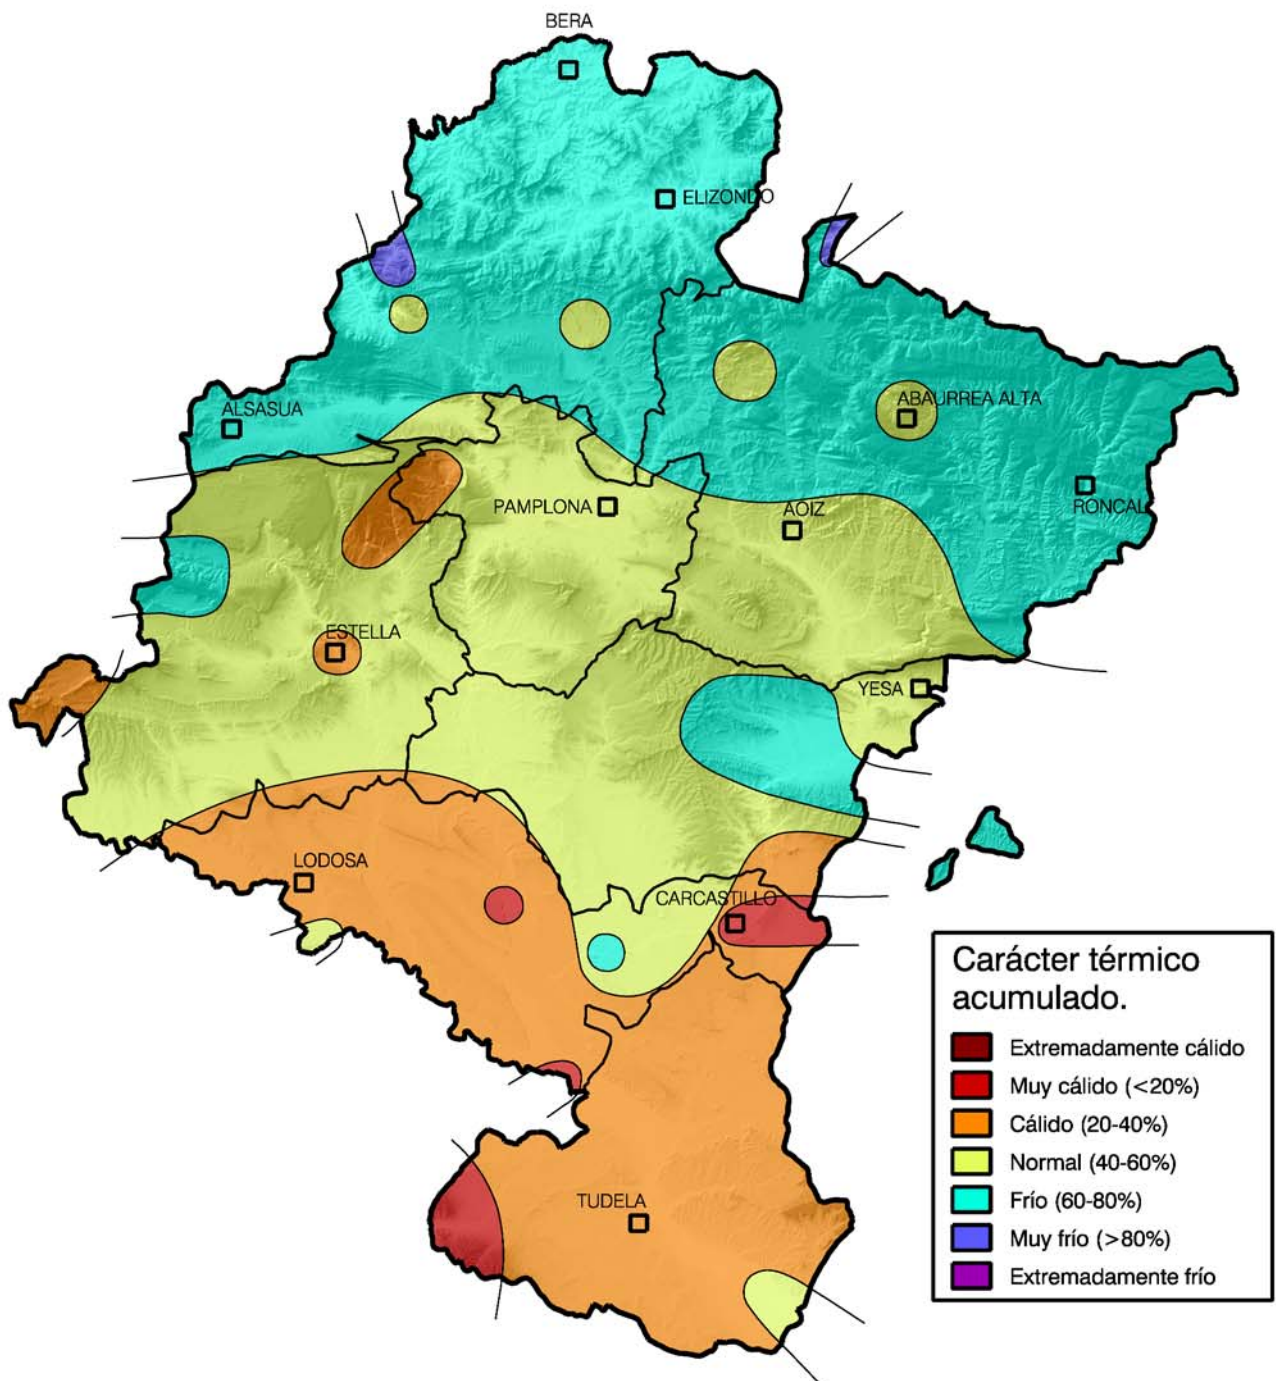 BERA
ELIZONDO
ALSASUA
ABAURREA ALTA
PAMPLONA
AOIZ
RONCAL
ESTELLA
YESA
LODOSA
CARCASTILLO
TUDELA
Carácter térmico
acumulado.
Extremadamente cálido
Muy cálido (<20%)
Cálido (20-40%)
Normal (40-60%)
Frío (60-80%)
Muy frío (>80%)
Extremadamente frío